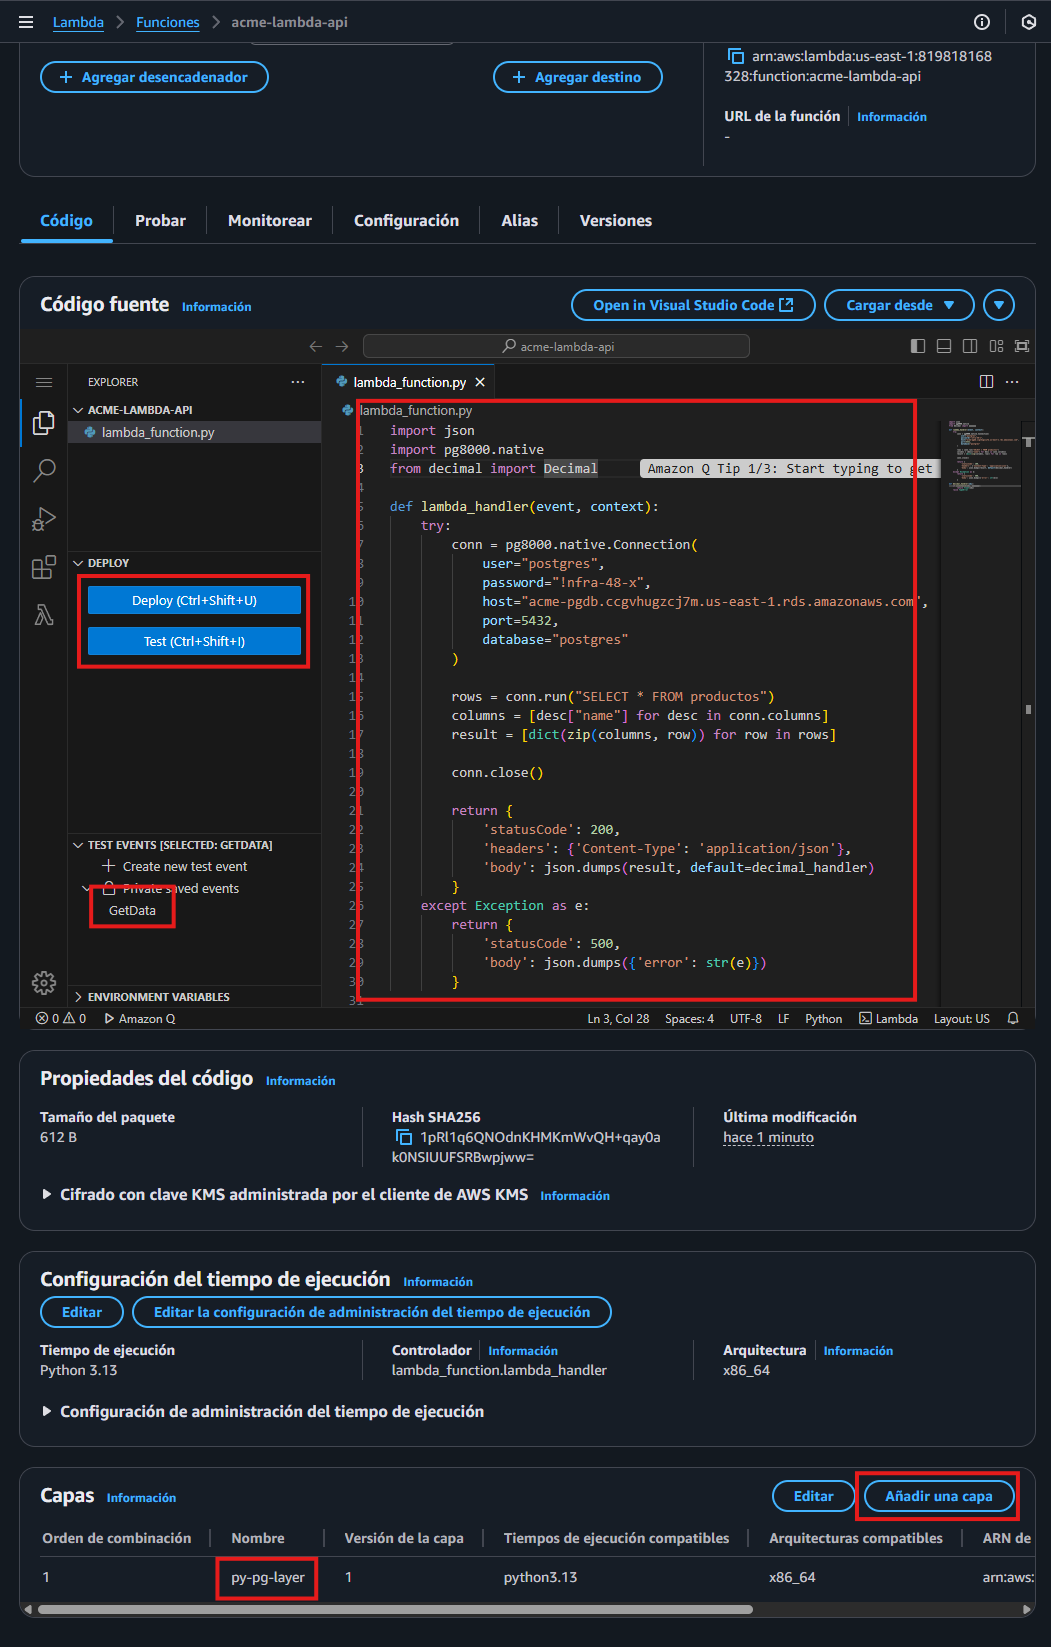 Lambda > Funciones > acme-lambda-api
+ Agregar desencadenador
+ Agregar destino
arn:aws:lambda:us-east-1:819818168
328:function:acme-lambda-api
URL de la función Información
-
Código Probar Monitorear Configuración Alias Versiones
Código fuente Información
Open in Visual Studio Code
Cargar desde
acme-lambda-api
EXPLORER
ACME-LAMBDA-API
lambda_function.py
DEPLOY
Deploy (Ctrl+Shift+U)
Test (Ctrl+Shift+I)
TEST EVENTS [SELECTED: GETDATA]
Create new test event
Private saved events
GetData
ENVIRONMENT VARIABLES
lambda_function.py
lambda_function.py
1 import json
2 import pg8000.native
3 from decimal import Decimal Amazon Q Tip 1/3: Start typing to get
4
5 def lambda_handler(event, context):
6 try:
7 conn = pg8000.native.Connection(
8 user="postgres",
9 password="!nfra-48-x",
10 host="acme-pgdb.ccgvhugzcj7m.us-east-1.rds.amazonaws.com",
11 port=5432,
12 database="postgres"
13 )
14
15 rows = conn.run("SELECT * FROM productos")
16 columns = [desc["name"] for desc in conn.columns]
17 result = [dict(zip(columns, row)) for row in rows]
18
19 conn.close()
20
21 return {
22 'statusCode': 200,
23 'headers': {'Content-Type': 'application/json'},
24 'body': json.dumps(result, default=decimal_handler)
25 }
26 except Exception as e:
27 return {
28 'statusCode': 500,
29 'body': json.dumps({'error': str(e)})
30 }
31
0 0 Amazon Q Ln 3, Col 28 Spaces: 4 UTF-8 LF Python Lambda Layout: US
Propiedades del código Información
Tamaño del paquete
612 B
Hash SHA256
1pRl1q6QNOdnKHMKmWvQH+qay0a
k0NSIUUFSRBwpjww=
Última modificación
hace 1 minuto
Cifrado con clave KMS administrada por el cliente de AWS KMS Información
Configuración del tiempo de ejecución Información
Editar Editar la configuración de administración del tiempo de ejecución
Tiempo de ejecución
Python 3.13
Controlador Información
lambda_function.lambda_handler
Arquitectura Información
x86_64
Configuración de administración del tiempo de ejecución
Capas Información
Editar Añadir una capa
Orden de combinación Nombre Versión de la capa Tiempos de ejecución compatibles Arquitecturas compatibles ARN de
1 py-pg-layer 1 python3.13 x86_64 arn:aws: